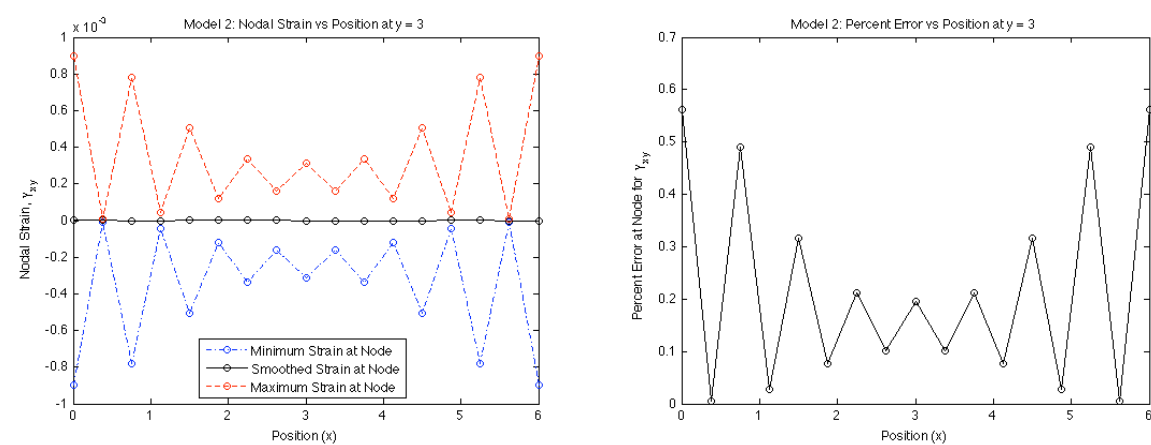 Model 2: Nodal Strain vs Position at y = 3
x 10⁻³
1
0.8
0.6
0.4
0.2
0
-0.2
-0.4
-0.6
-0.8
-1
Nodal Strain, γxy
Minimum Strain at Node
Smoothed Strain at Node
Maximum Strain at Node
0 1 2 3 4 5 6
Position (x)
Model 2: Percent Error vs Position at y = 3
0.7
0.6
0.5
0.4
0.3
0.2
0.1
0
Percent Error at Node for γxy
0 1 2 3 4 5 6
Position (x)